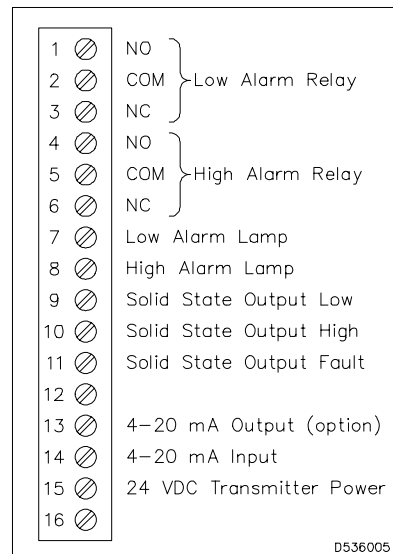 1 NO
2 COM Low Alarm Relay
3 NC
4 NO
5 COM High Alarm Relay
6 NC
7 Low Alarm Lamp
8 High Alarm Lamp
9 Solid State Output Low
10 Solid State Output High
11 Solid State Output Fault
12
13 4-20 mA Output (option)
14 4-20 mA Input
15 24 VDC Transmitter Power
16
D536005